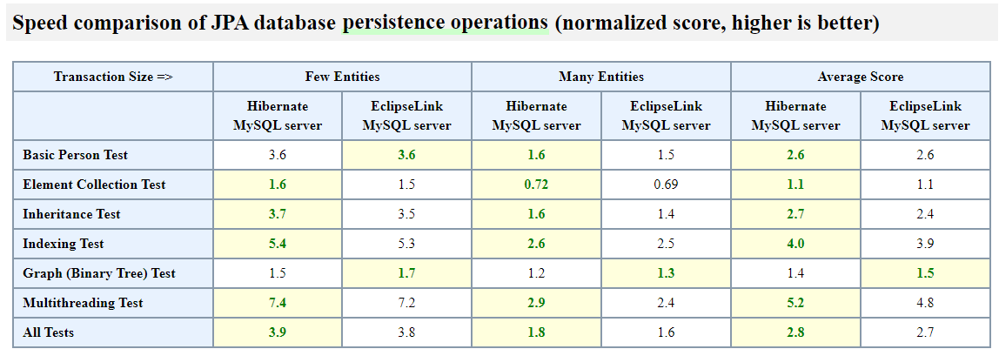 Speed comparison of JPA database persistence operations (normalized score, higher is better)
Transaction Size => Few Entities Many Entities Average Score
Hibernate EclipseLink Hibernate EclipseLink Hibernate EclipseLink
MySQL server MySQL server MySQL server MySQL server MySQL server MySQL server
Basic Person Test 3.6 3.6 1.6 1.5 2.6 2.6
Element Collection Test 1.6 1.5 0.72 0.69 1.1 1.1
Inheritance Test 3.7 3.5 1.6 1.4 2.7 2.4
Indexing Test 5.4 5.3 2.6 2.5 4.0 3.9
Graph (Binary Tree) Test 1.5 1.7 1.2 1.3 1.4 1.5
Multithreading Test 7.4 7.2 2.9 2.4 5.2 4.8
All Tests 3.9 3.8 1.8 1.6 2.8 2.7